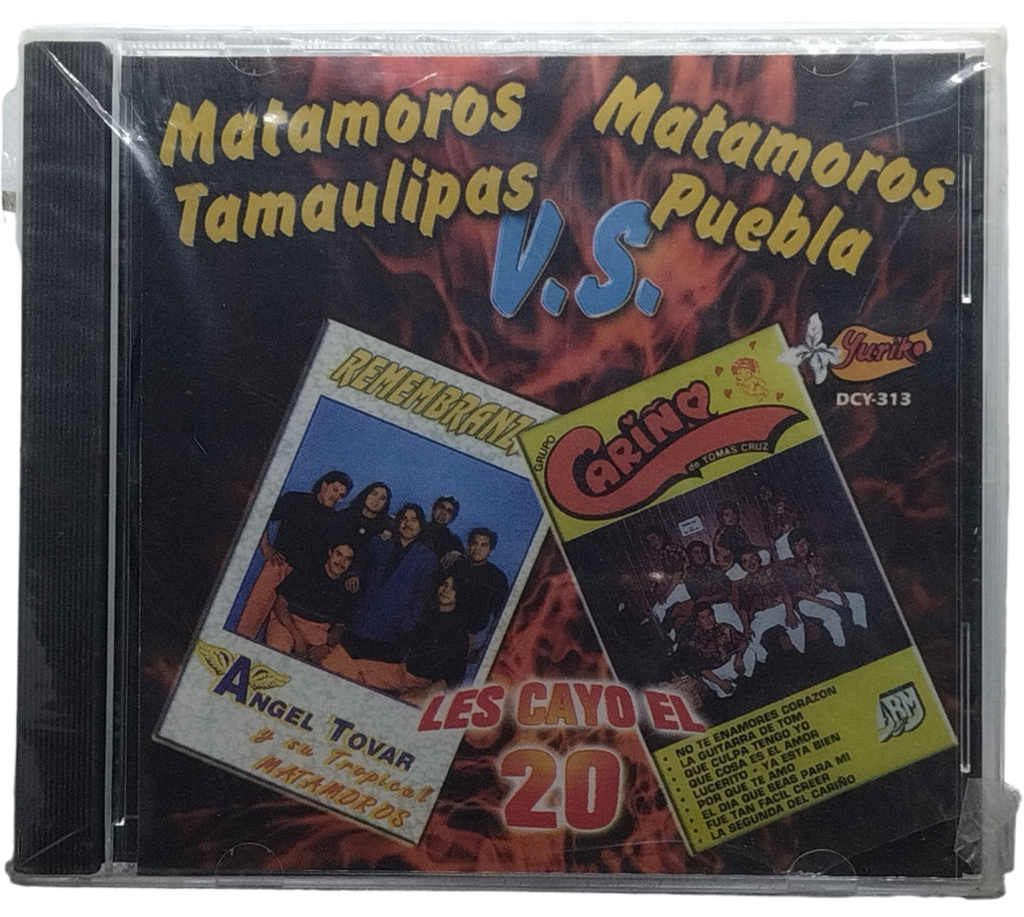 Matamoros
Tamaulipas
V.S.
Matamoros
Puebla
Yuriko
DCY-313
REMEMBRANZ
ANGEL TOVAR
y su Tropical
MATAMOROS
GRUPO
CARIÑO
de TOMAS CRUZ
• NO TE ENAMORES CORAZON
• LA GUITARRA DE TOM
• QUE CULPA TENGO YO
• QUE COSA ES EL AMOR
• LUCERITO • YA ESTA BIEN
• POR QUE TE AMO
• EL DIA QUE SEAS PARA MI
• FUE TAN FACIL CREER
• LA SEGUNDA DEL CARIÑO
LES CAYO EL
20